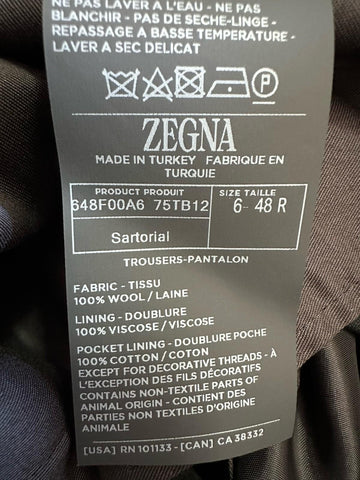 NE PAS LAVER À L'EAU - NE PAS
BLANCHIR - PAS DE SÈCHE-LINGE -
REPASSAGE A BASSE TEMPERATURE -
LAVER A SEC DELICAT
P
ZEGNA
MADE IN TURKEY FABRIQUE EN
TURQUIE
PRODUCT PRODUIT SIZE TAILLE
648F00A6 75TB12 6- 48 R
Sartorial
TROUSERS-PANTALON
FABRIC - TISSU
100% WOOL / LAINE
LINING - DOUBLURE
100% VISCOSE / VISCOSE
POCKET LINING - DOUBLURE POCHE
100% COTTON / COTON
EXCEPT FOR DECORATIVE THREADS - À
L'EXCEPTION DES FILS DÉCORATIFS
CONTAINS NON-TEXTILE PARTS OF
ANIMAL ORIGIN - CONTIENT DES
PARTIES NON TEXTILES D'ORIGINE
ANIMALE
[USA] RN 101133 - [CAN] CA 38332